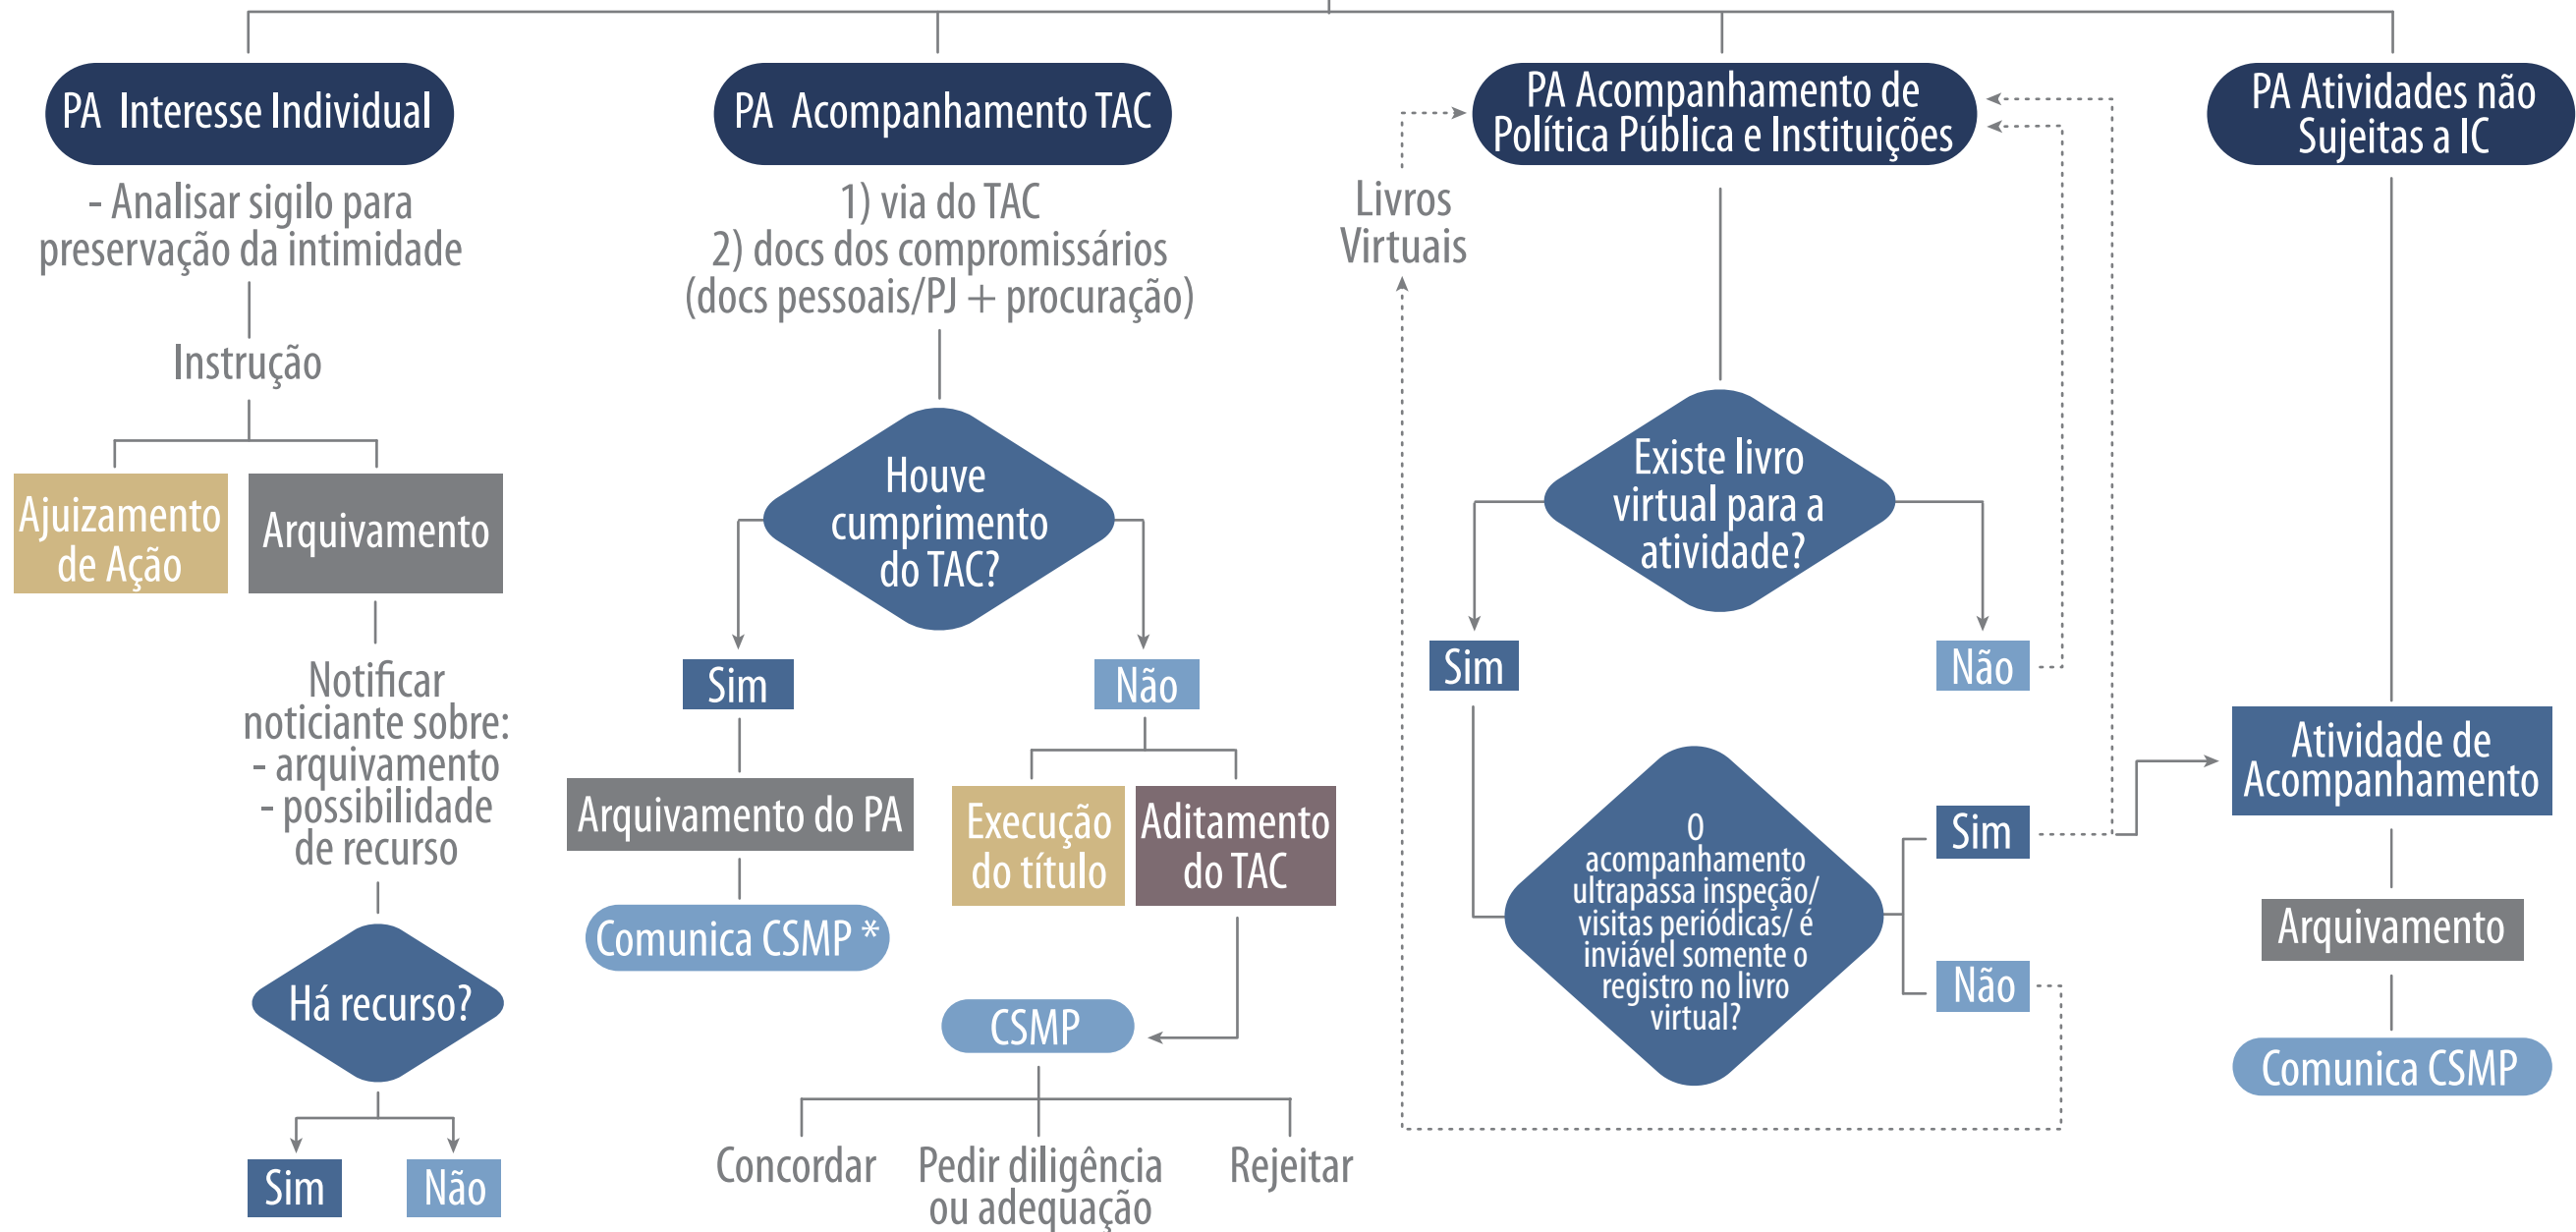 PA Interesse Individual
- Analisar sigilo para
preservação da intimidade
Instrução
Ajuizamento
de Ação
Arquivamento
Notificar
noticiante sobre:
- arquivamento
- possibilidade
de recurso
Há recurso?
Sim
Não
PA Acompanhamento TAC
1) via do TAC
2) docs dos compromissários
(docs pessoais/PJ + procuração)
Houve
cumprimento
do TAC?
Sim
Não
Arquivamento do PA
Comunica CSMP *
Execução
do título
Aditamento
do TAC
CSMP
Concordar
Pedir diligência
ou adequação
Rejeitar
PA Acompanhamento de
Política Pública e Instituições
Livros
Virtuais
Existe livro
virtual para a
atividade?
Sim
Não
O
acompanhamento
ultrapassa inspeção/
visitas periódicas/ é
inviável somente o
registro no livro
virtual?
Sim
Não
PA Atividades não
Sujeitas a IC
Atividade de
Acompanhamento
Arquivamento
Comunica CSMP